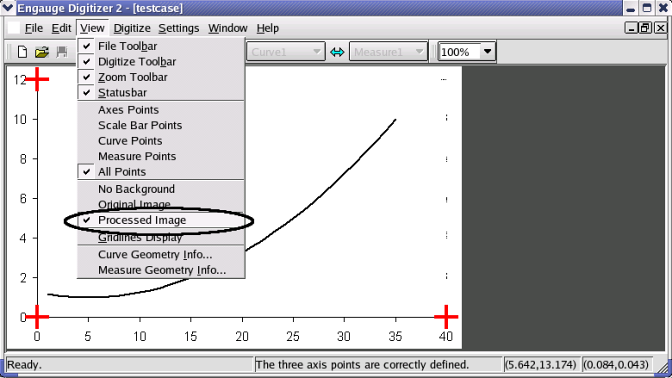 Engauge Digitizer 2 - [testcase]
File Edit View Digitize Settings Window Help
Curve1 Measure1 100%
File Toolbar
Digitize Toolbar
Zoom Toolbar
Statusbar
Axes Points
Scale Bar Points
Curve Points
Measure Points
All Points
No Background
Original Image
Processed Image
Gridlines Display
Curve Geometry Info...
Measure Geometry Info...
12
10
8
6
4
2
0
0 5 10 15 20 25 30 35 40
Ready. The three axis points are correctly defined. (5.642,13.174) (0.084,0.043)